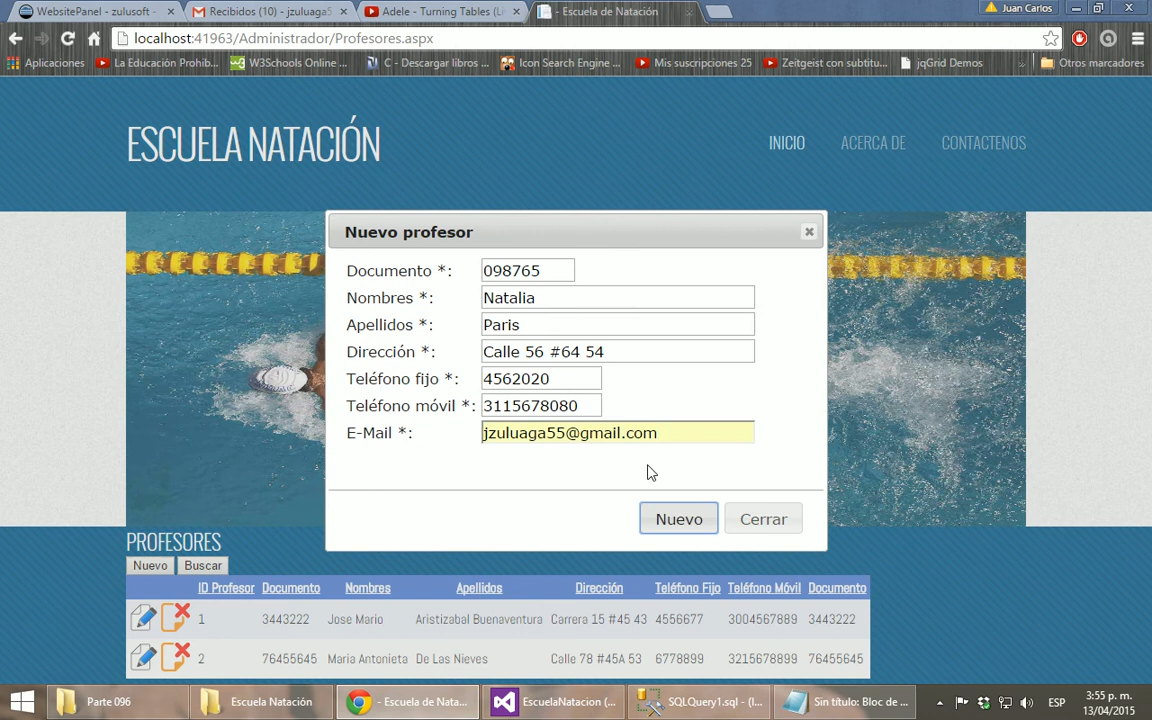 WebsitePanel - zulusoft - × Recibidos (10) - jzuluaga5 × Adele - Turning Tables (Li × - Escuela de Natación × Juan Carlos
localhost:41963/Administrador/Profesores.aspx
Aplicaciones La Educación Prohib... W3Schools Online ... C - Descargar libros ... Icon Search Engine ... Mis suscripciones 25 Zeitgeist con subtitu... jqGrid Demos » Otros marcadores
ESCUELA NATACIÓN
INICIO ACERCA DE CONTACTENOS
Nuevo profesor
Documento *: 098765
Nombres *: Natalia
Apellidos *: Paris
Dirección *: Calle 56 #64 54
Teléfono fijo *: 4562020
Teléfono móvil *: 3115678080
E-Mail *: jzuluaga55@gmail.com
Nuevo Cerrar
PROFESORES
Nuevo Buscar
ID Profesor Documento Nombres Apellidos Dirección Teléfono Fijo Teléfono Móvil Documento
1 3443222 Jose Mario Aristizabal Buenaventura Carrera 15 #45 43 4556677 3004567889 3443222
2 76455645 Maria Antonieta De Las Nieves Calle 78 #45A 53 6778899 3215678889 76455645
Parte 096 Escuela Natación - Escuela de Nata... EscuelaNatacion (... SQLQuery1.sql - (l... Sin título: Bloc de ... ESP 3:55 p. m.
13/04/2015